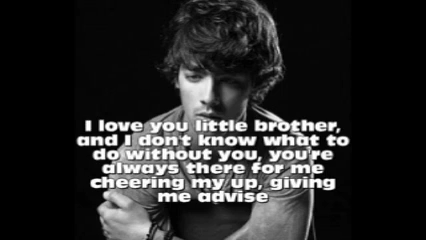 I love you little brother,
and I don't know what to
do without you, you're
always there for me
cheering my up, giving
me advise